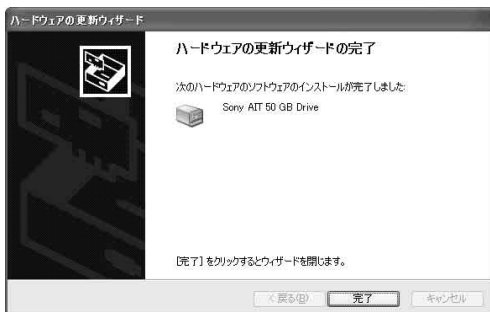 ハードウェアの更新ウィザード
ハードウェアの更新ウィザードの完了
次のハードウェアのソフトウェアのインストールが完了しました:
Sony AIT 50 GB Drive
[完了] をクリックするとウィザードを閉じます。
< 戻る(B) 完了 キャンセル